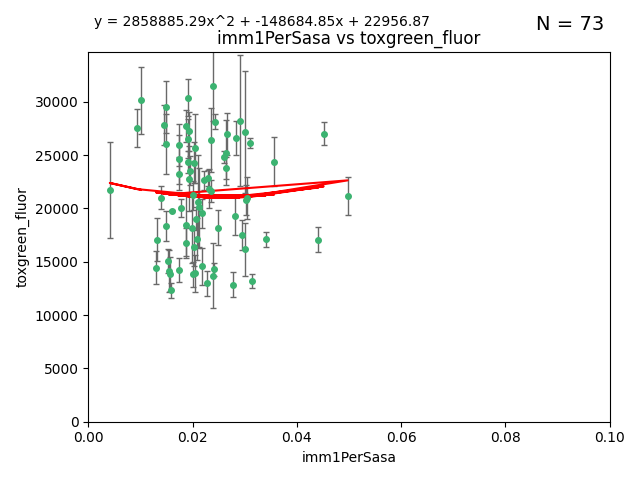 y = 2858885.29x^2 + -148684.85x + 22956.87
N = 73
imm1PerSasa vs toxgreen_fluor
30000
25000
20000
15000
10000
5000
0
toxgreen_fluor
0.00 0.02 0.04 0.06 0.08 0.10
imm1PerSasa